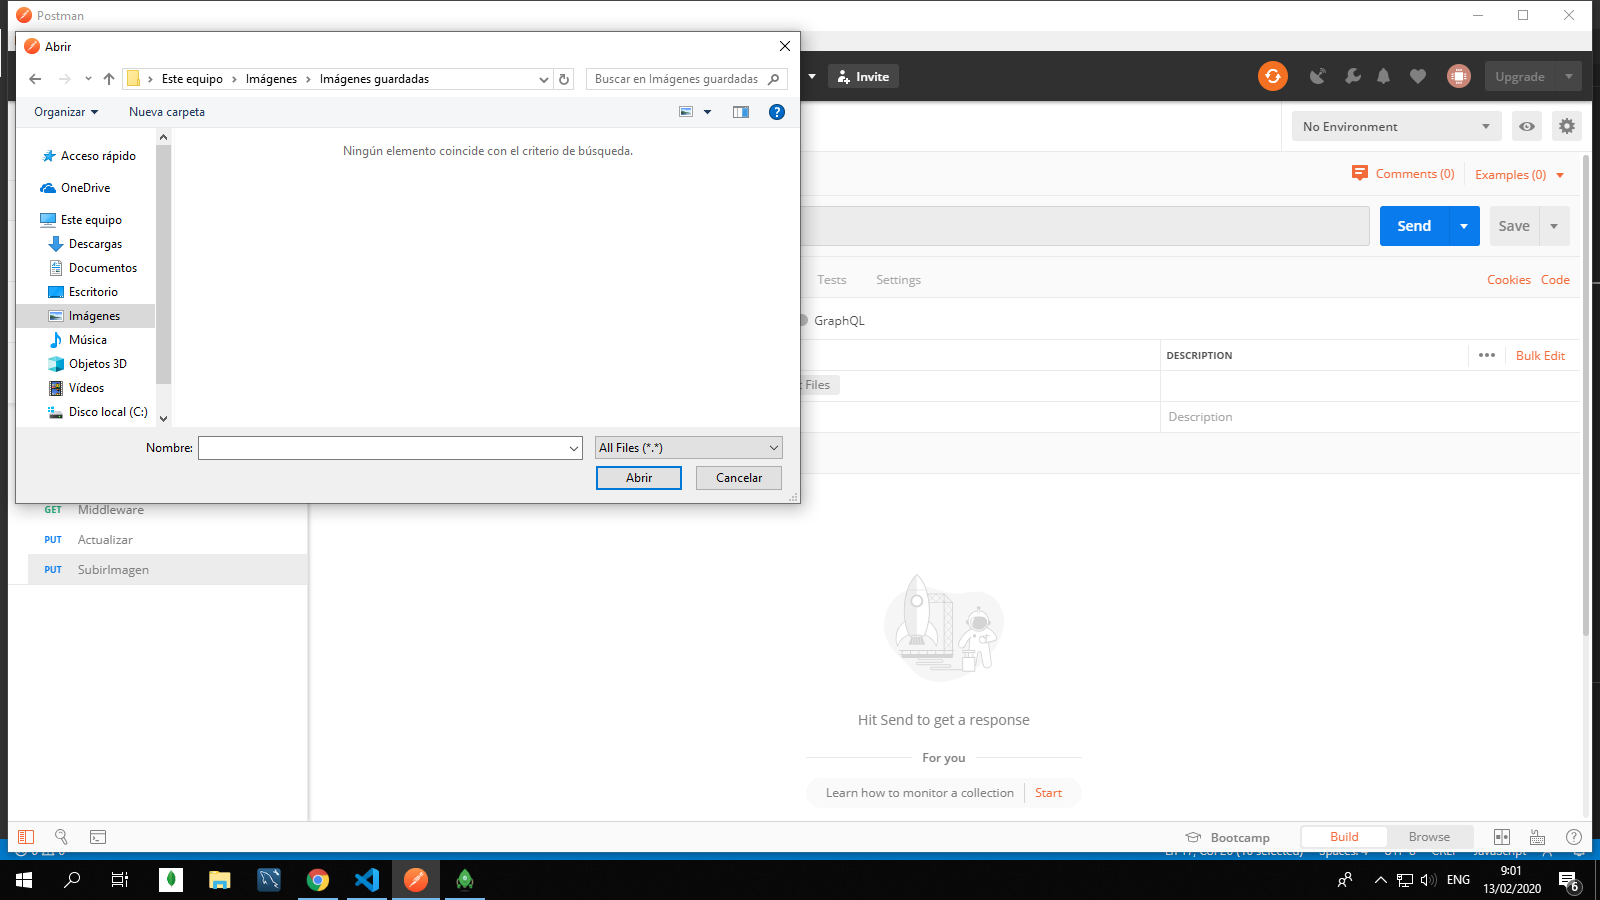 Postman
Abrir
Este equipo > Imágenes > Imágenes guardadas
Buscar en Imágenes guardadas
Invite
Upgrade
Organizar
Nueva carpeta
No Environment
Ningún elemento coincide con el criterio de búsqueda.
Acceso rápido
OneDrive
Este equipo
Descargas
Documentos
Escritorio
Imágenes
Música
Objetos 3D
Vídeos
Disco local (C:)
Comments (0)
Examples (0)
Send
Save
Tests
Settings
Cookies
Code
GraphQL
DESCRIPTION
Bulk Edit
Files
Description
Nombre:
All Files (*.*)
Abrir
Cancelar
GET Middleware
PUT Actualizar
PUT SubirImagen
Hit Send to get a response
For you
Learn how to monitor a collection
Start
Bootcamp
Build
Browse
ENG
9:01
13/02/2020
6